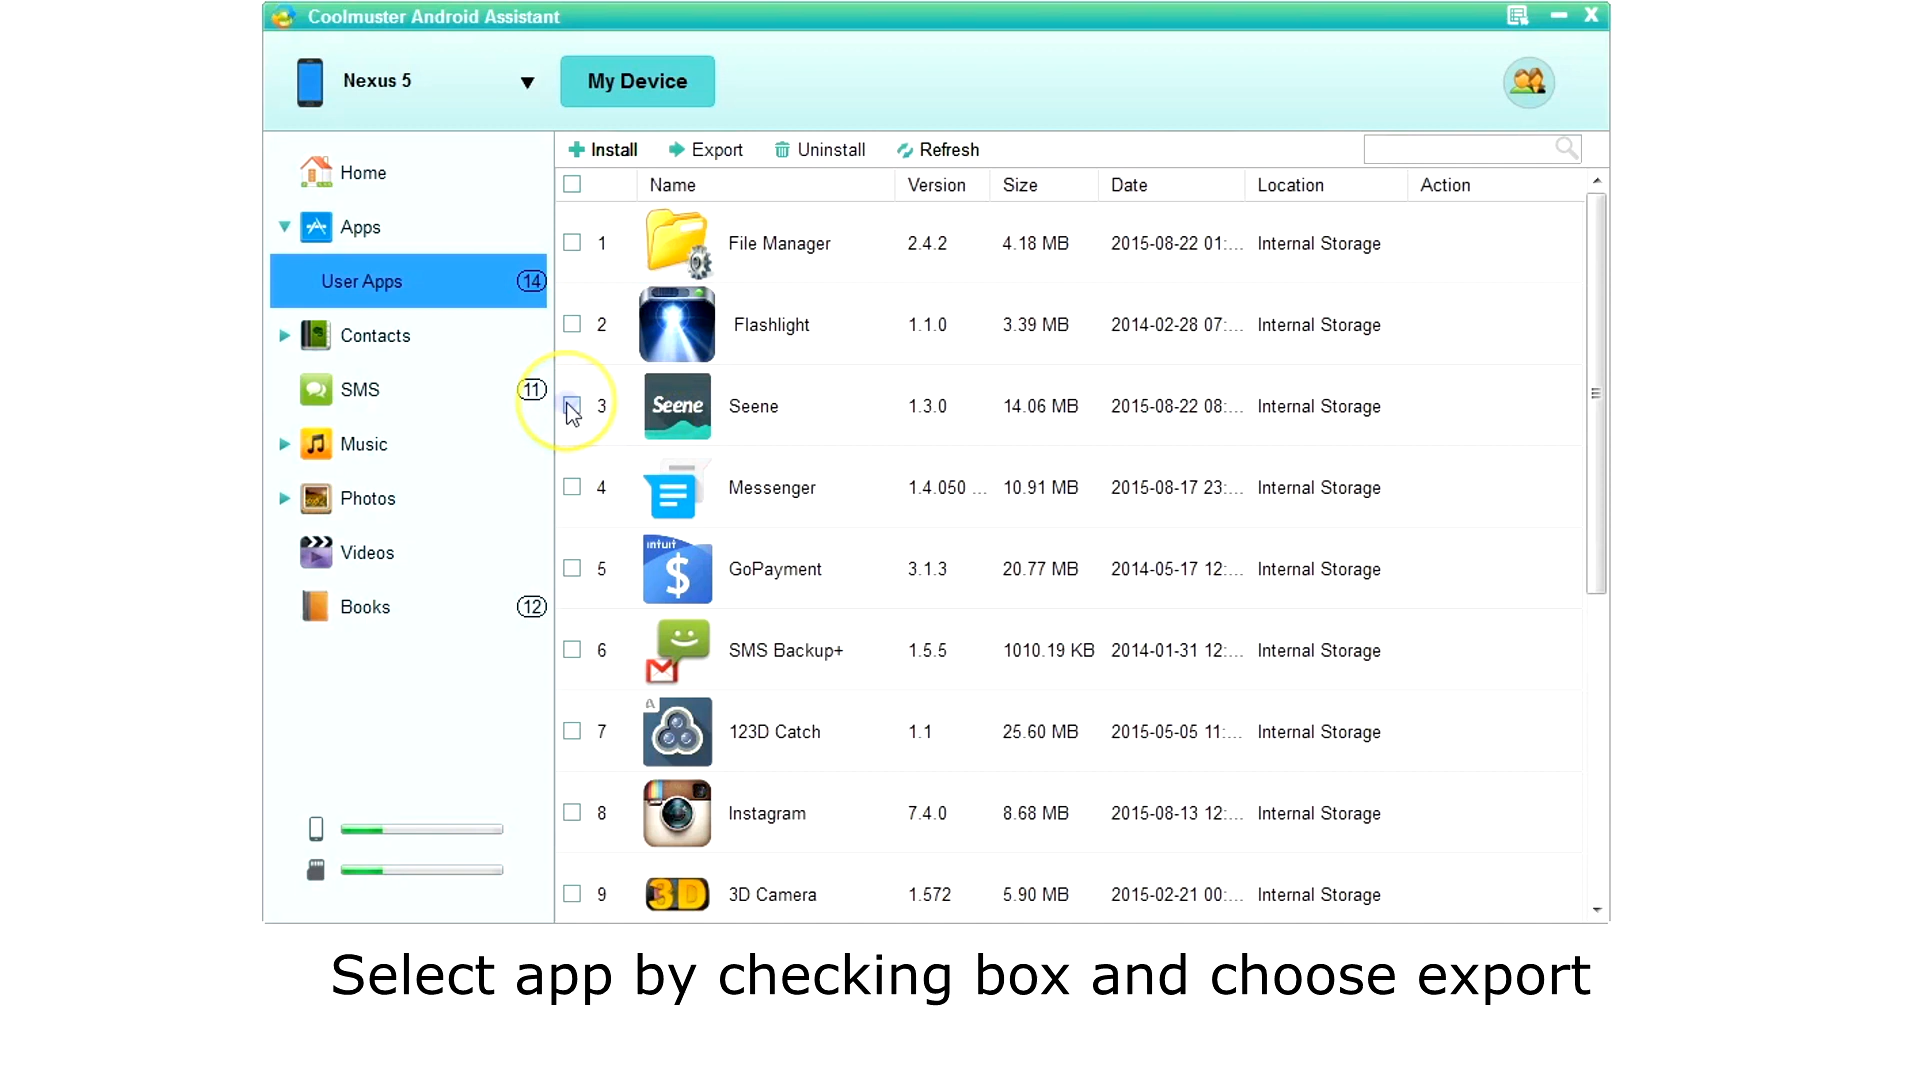 Coolmuster Android Assistant
Nexus 5
My Device
Install Export Uninstall Refresh
Home
Apps
User Apps 14
Contacts
SMS 11
Music
Photos
Videos
Books 12
Name Version Size Date Location Action
1 File Manager 2.4.2 4.18 MB 2015-08-22 01:... Internal Storage
2 Flashlight 1.1.0 3.39 MB 2014-02-28 07:... Internal Storage
3 Seene Seene 1.3.0 14.06 MB 2015-08-22 08:... Internal Storage
4 Messenger 1.4.050 ... 10.91 MB 2015-08-17 23:... Internal Storage
5 intuit $ GoPayment 3.1.3 20.77 MB 2014-05-17 12:... Internal Storage
6 SMS Backup+ 1.5.5 1010.19 KB 2014-01-31 12:... Internal Storage
7 A 123D Catch 1.1 25.60 MB 2015-05-05 11:... Internal Storage
8 Instagram 7.4.0 8.68 MB 2015-08-13 12:... Internal Storage
9 3D 3D Camera 1.572 5.90 MB 2015-02-21 00:... Internal Storage
Select app by checking box and choose export